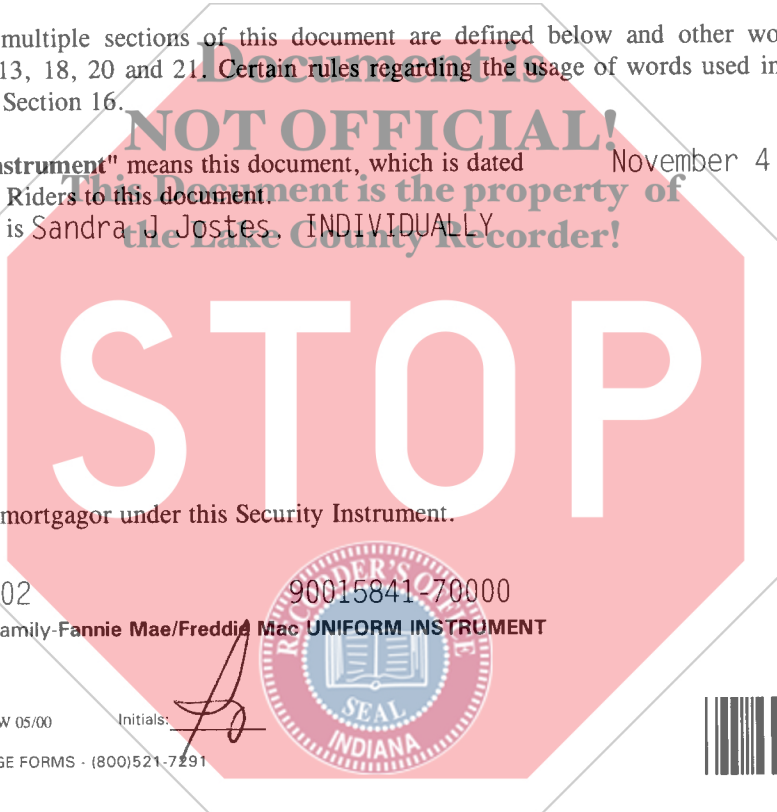 multiple sections of this document are defined below and other wo
13, 18, 20 and 21. Certain rules regarding the usage of words used in
Section 16.
Document is
NOT OFFICIAL!
This Document is the property of
the Lake County Recorder!
nstrument" means this document, which is dated November 4
Riders to this document.
is Sandra J Jostes, INDIVIDUALLY
STOP
mortgagor under this Security Instrument.
02 90015841-70000
amily-Fannie Mae/Freddie Mac UNIFORM INSTRUMENT
RECORDER'S OFFICE
SEAL
INDIANA
W 05/00 Initials:
GE FORMS - (800)521-7291